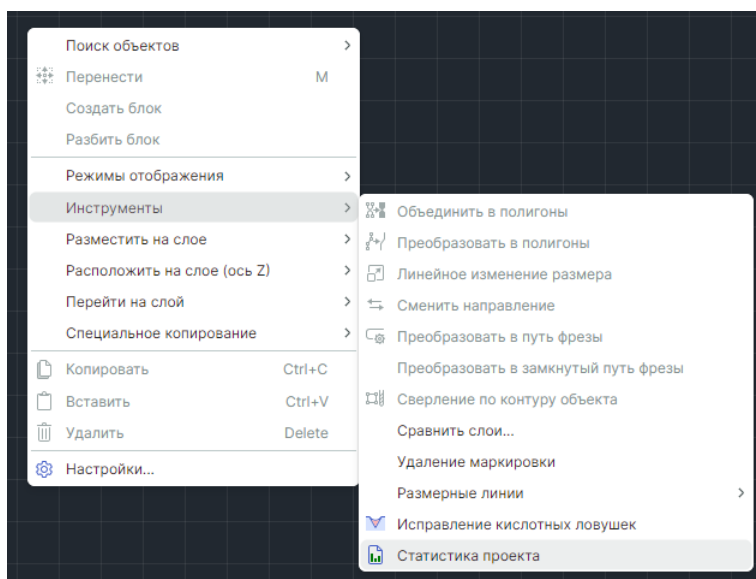 Поиск объектов
Перенести M
Создать блок
Разбить блок
Режимы отображения
Инструменты
Разместить на слое
Расположить на слое (ось Z)
Перейти на слой
Специальное копирование
Копировать Ctrl+C
Вставить Ctrl+V
Удалить Delete
Настройки...
Объединить в полигоны
Преобразовать в полигоны
Линейное изменение размера
Сменить направление
Преобразовать в путь фрезы
Преобразовать в замкнутый путь фрезы
Сверление по контуру объекта
Сравнить слои...
Удаление маркировки
Размерные линии
Исправление кислотных ловушек
Статистика проекта